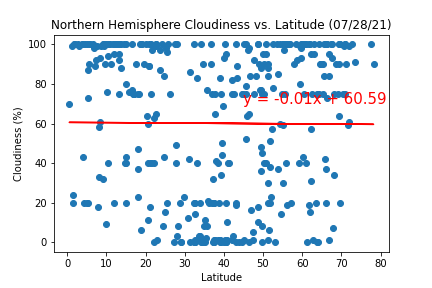 Northern Hemisphere Cloudiness vs. Latitude (07/28/21)
100
80
60
40
20
0
Cloudiness (%)
y = -0.01x + 60.59
0 10 20 30 40 50 60 70 80
Latitude